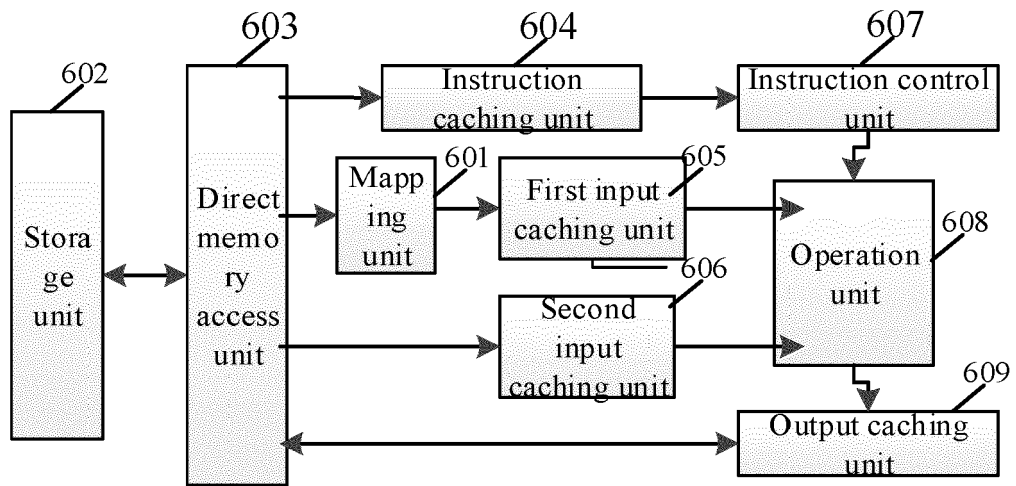 602
Stora
ge
unit
603
Direct
memo
ry
access
unit
604
Instruction
caching unit
607
Instruction control
unit
601
Mapp
ing
unit
605
First input
caching unit
606
Second
input
caching unit
608
Operation
unit
609
Output caching
unit